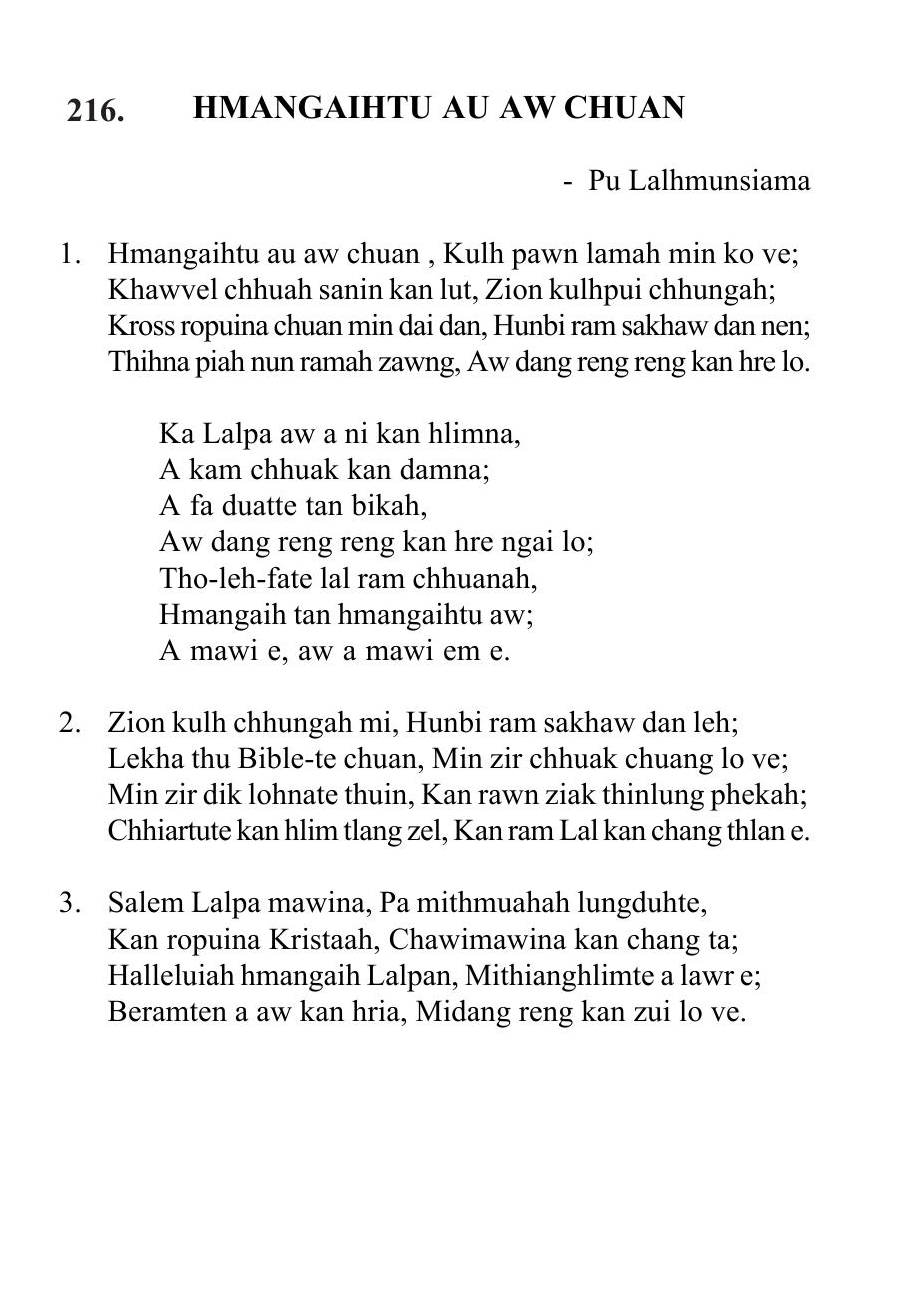 216. HMANGAIHTU AU AW CHUAN
- Pu Lalhmunsiama
1. Hmangaihtu au aw chuan , Kulh pawn lamah min ko ve;
Khawvel chhuah sanin kan lut, Zion kulhpui chhungah;
Kross ropuina chuan min dai dan, Hunbi ram sakhaw dan nen;
Thihna piah nun ramah zawng, Aw dang reng reng kan hre lo.
Ka Lalpa aw a ni kan hlimna,
A kam chhuak kan damna;
A fa duatte tan bikah,
Aw dang reng reng kan hre ngai lo;
Tho-leh-fate lal ram chhuanah,
Hmangaih tan hmangaihtu aw;
A mawi e, aw a mawi em e.
2. Zion kulh chhungah mi, Hunbi ram sakhaw dan leh;
Lekha thu Bible-te chuan, Min zir chhuak chuang lo ve;
Min zir dik lohnate thuin, Kan rawn ziak thinlung phekah;
Chhiartute kan hlim tlang zel, Kan ram Lal kan chang thlan e.
3. Salem Lalpa mawina, Pa mithmuahah lungduhte,
Kan ropuina Kristaah, Chawimawina kan chang ta;
Halleluiah hmangaih Lalpan, Mithianghlimte a lawr e;
Beramten a aw kan hria, Midang reng kan zui lo ve.